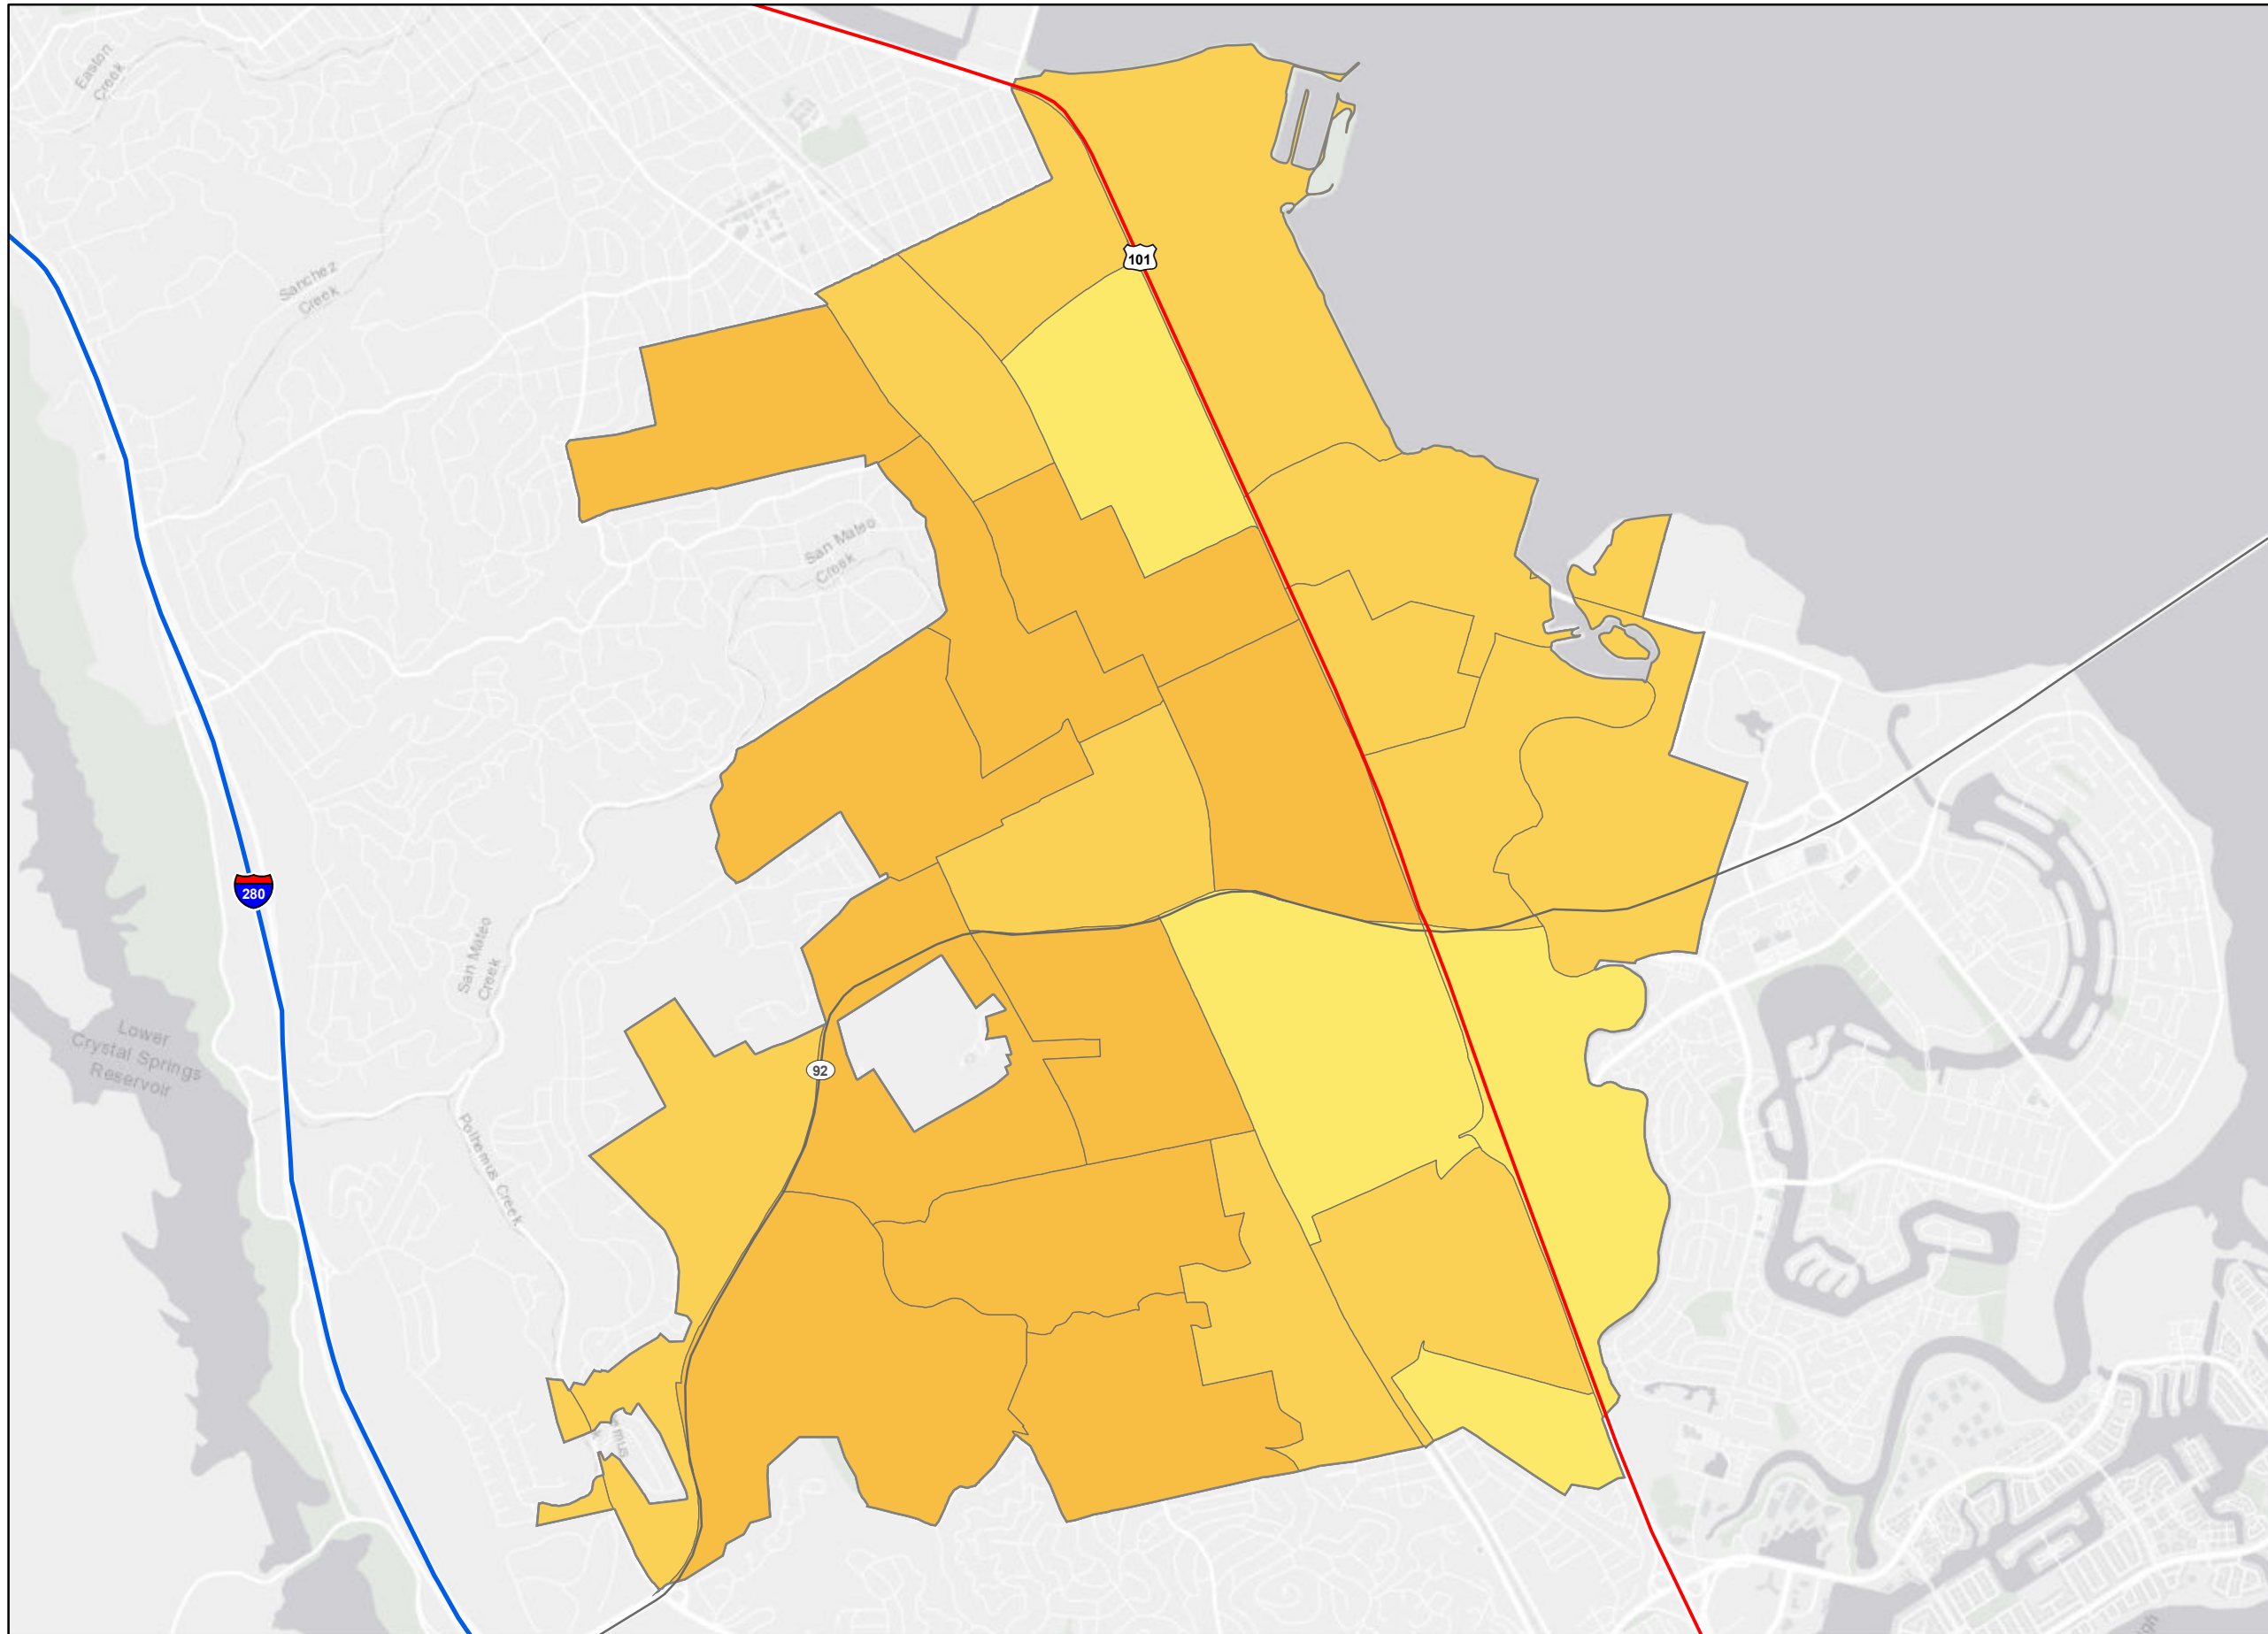 Easton
Creek
101
Sanchez
Creek
San Mateo
Creek
280
San Mateo
Creek
Lower
Crystal Springs
Reservoir
92
Polhemus Creek